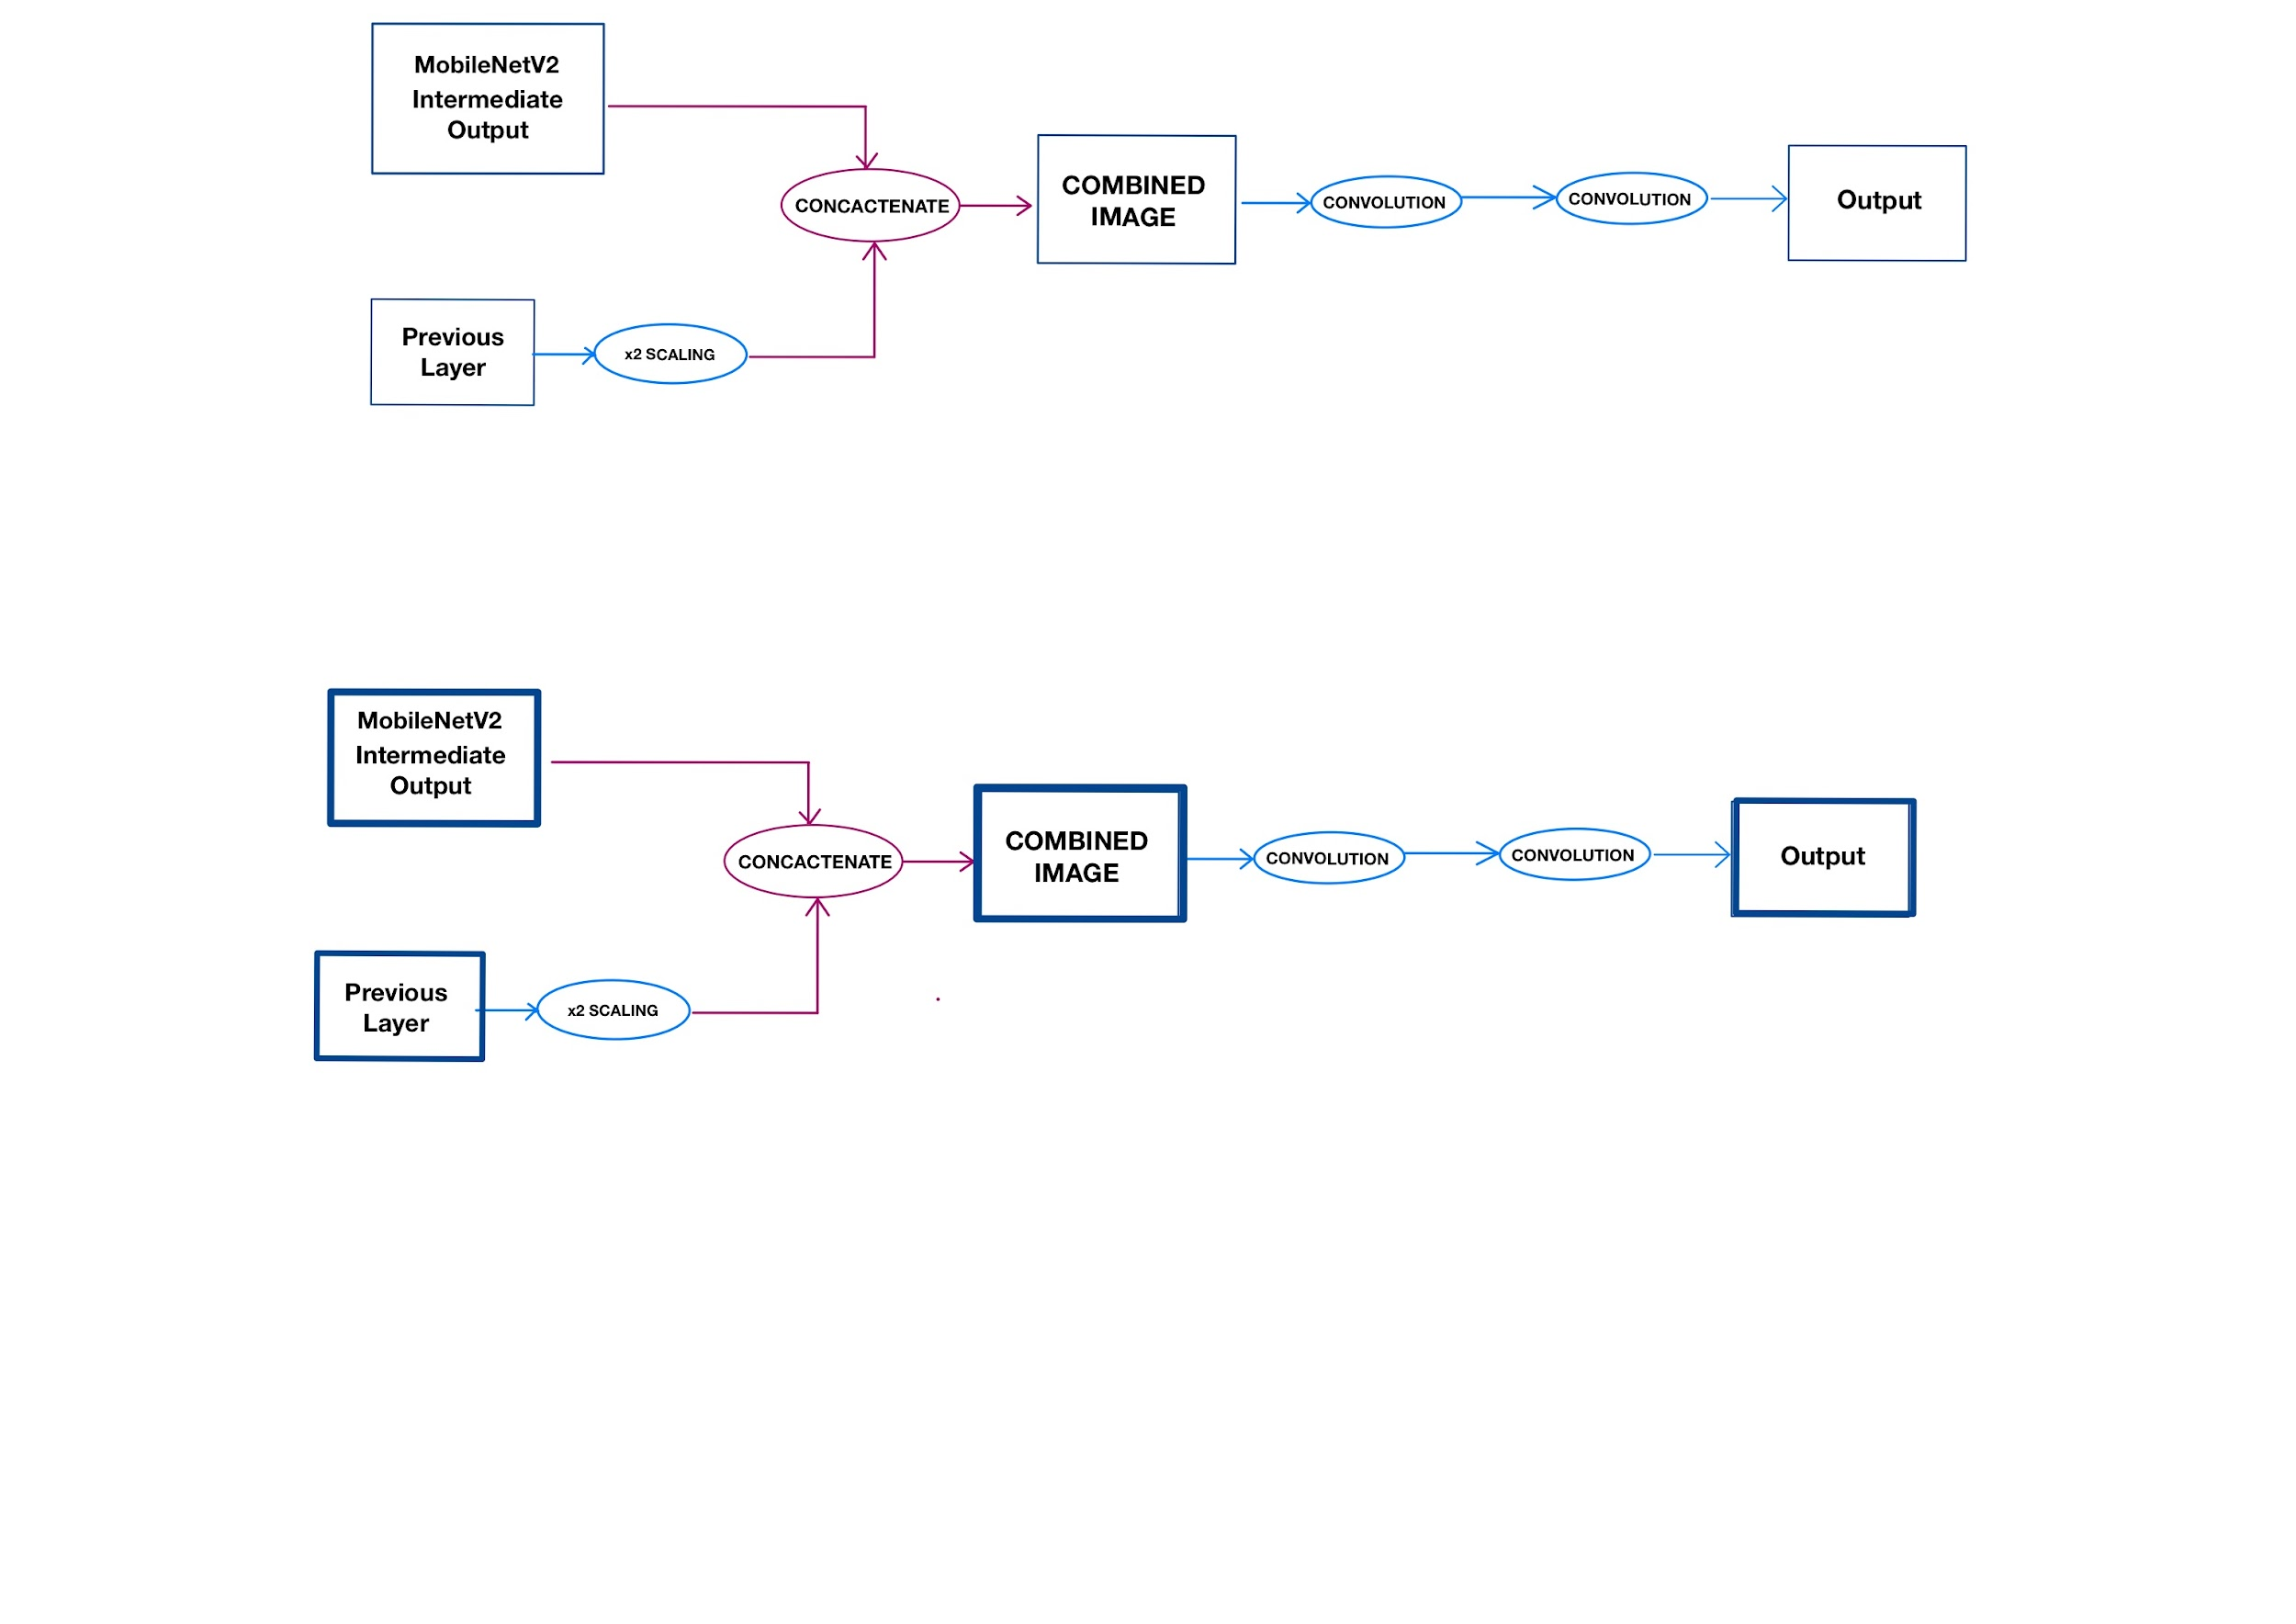 MobileNetV2
Intermediate
Output
CONCACTENATE
COMBINED
IMAGE
CONVOLUTION
CONVOLUTION
Output
Previous
Layer
x2 SCALING
MobileNetV2
Intermediate
Output
CONCACTENATE
COMBINED
IMAGE
CONVOLUTION
CONVOLUTION
Output
Previous
Layer
x2 SCALING